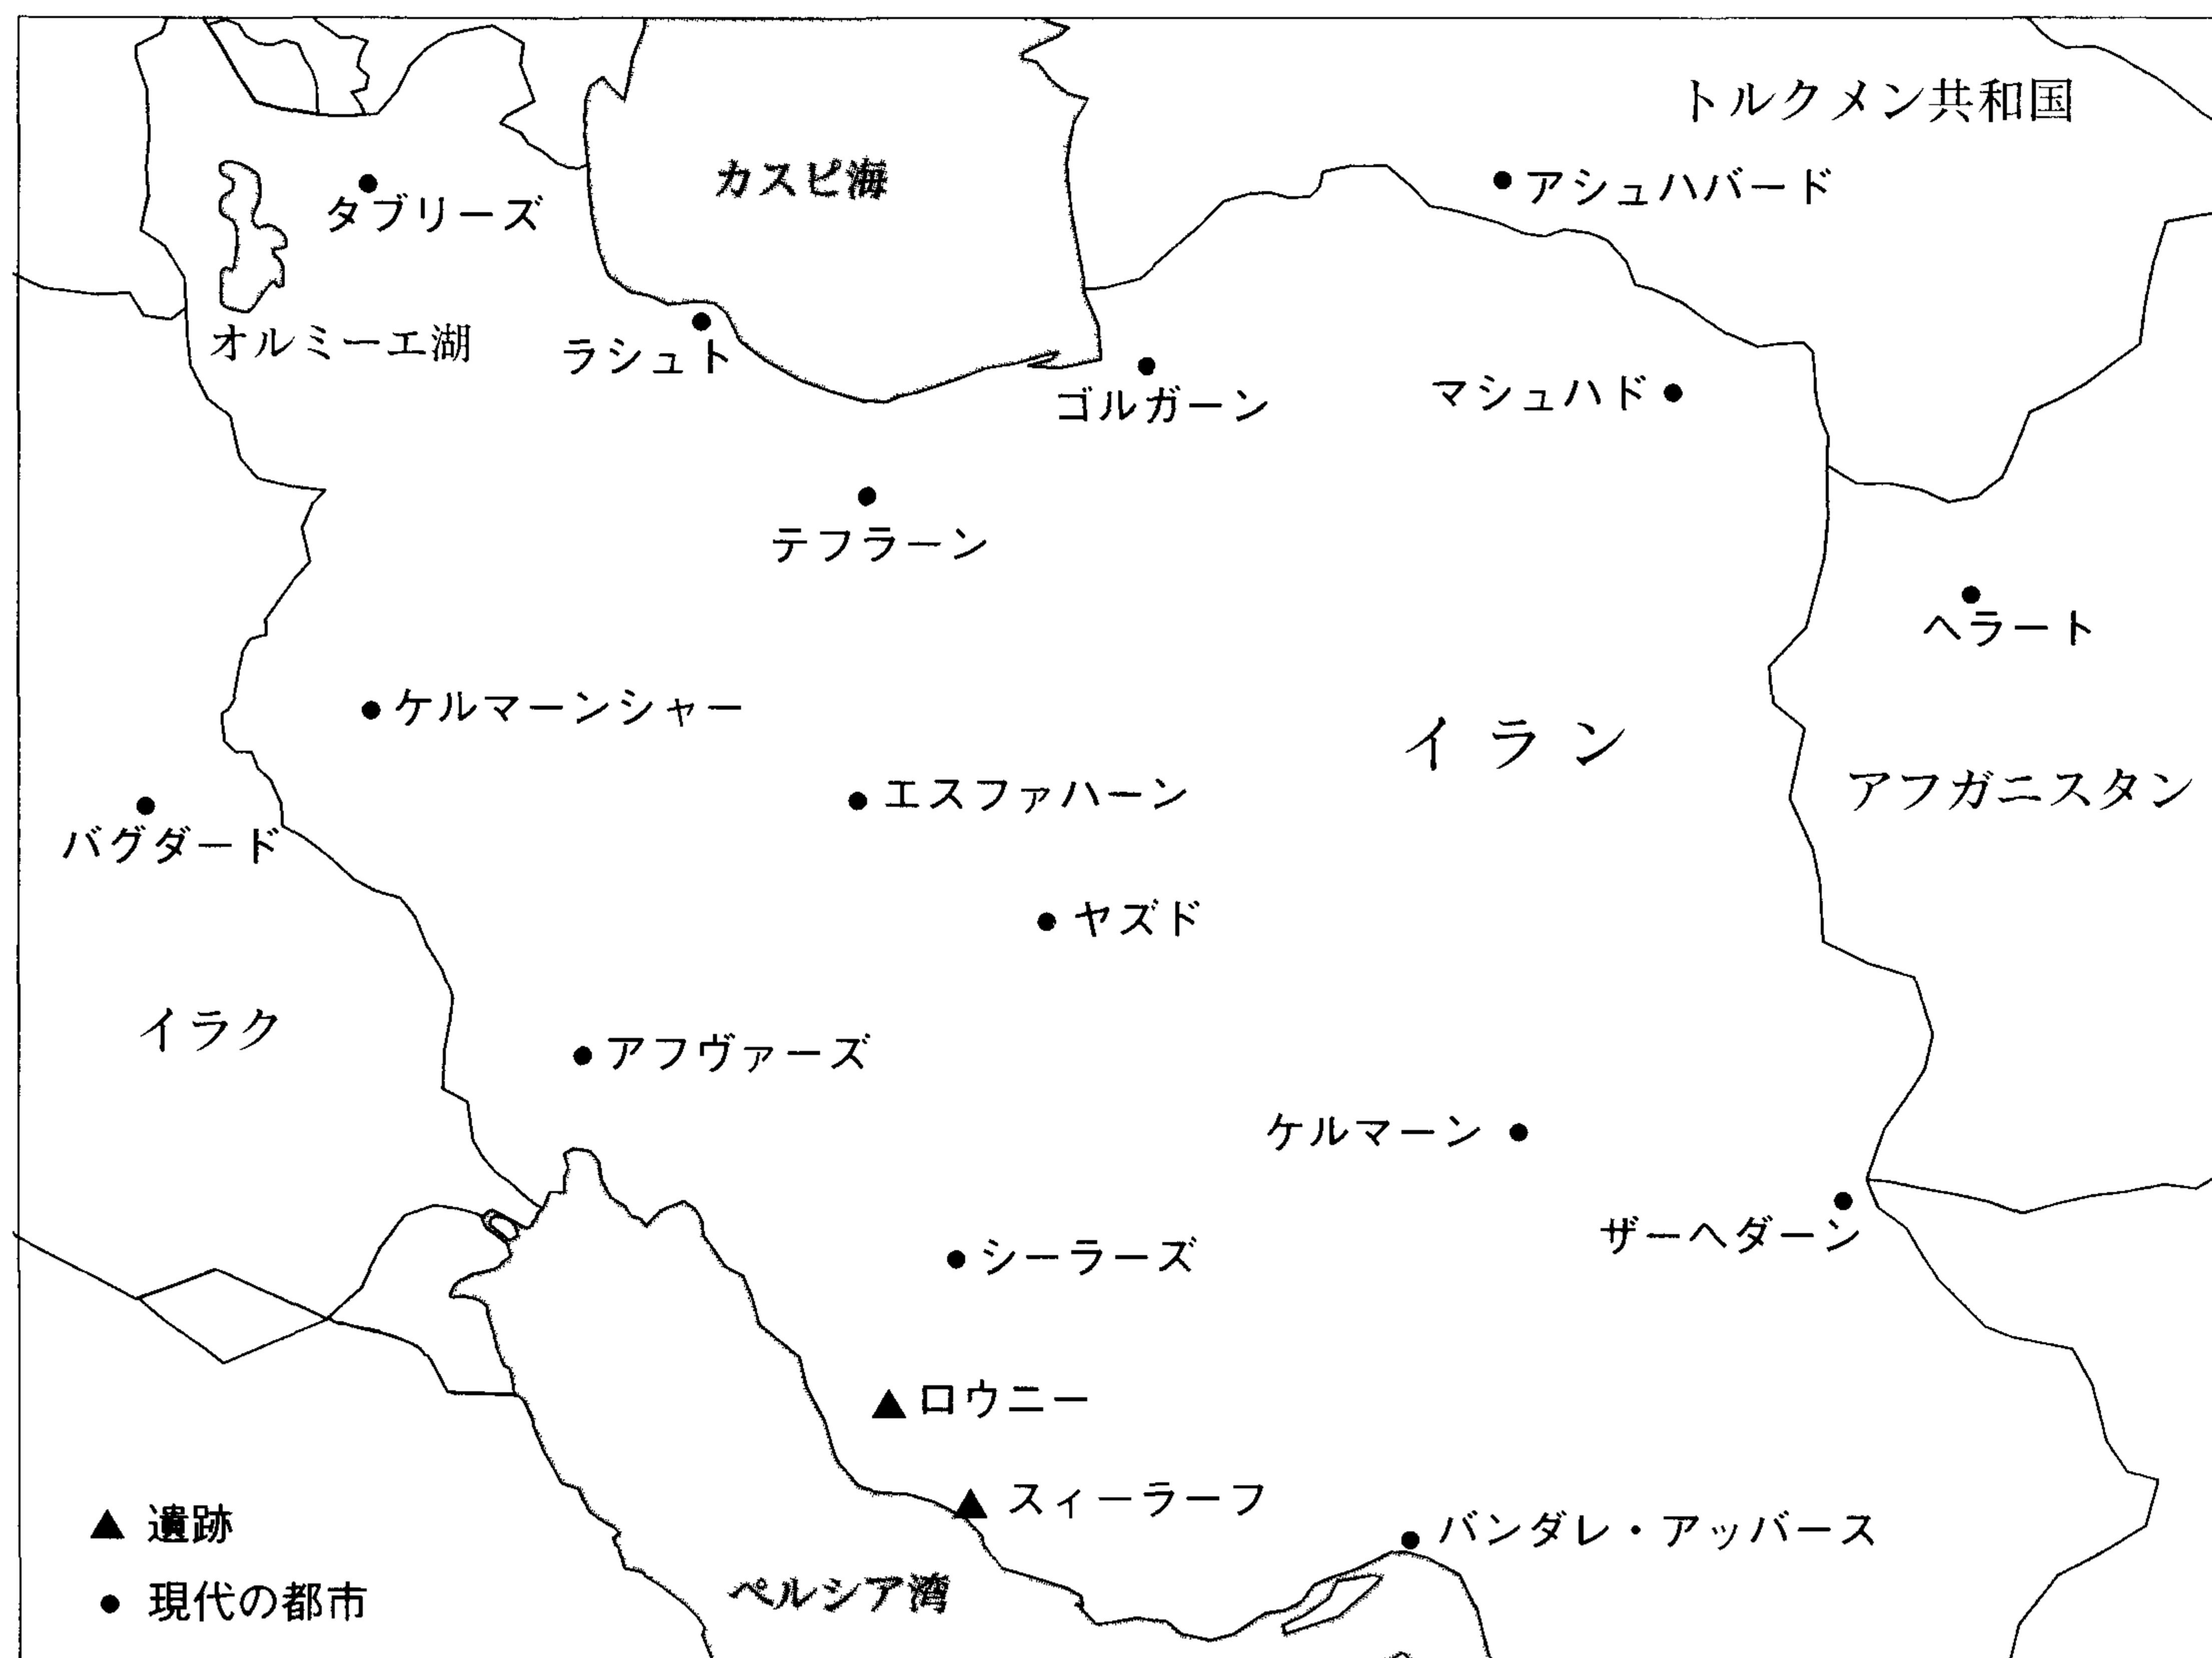 トルクメン共和国
カスピ海
アシュハバード
タブリーズ
オルミーエ湖
ラシュト
ゴルガーン
マシュハド
テフラーン
ヘラート
ケルマーンシャー
イラン
エスファハーン
アフガニスタン
バグダード
ヤズド
イラク
アフヴァーズ
ケルマーン
ザーヘダーン
シーラーズ
ロウニー
スィーラーフ
バンダレ・アッバース
ペルシア湾
▲ 遺跡
● 現代の都市